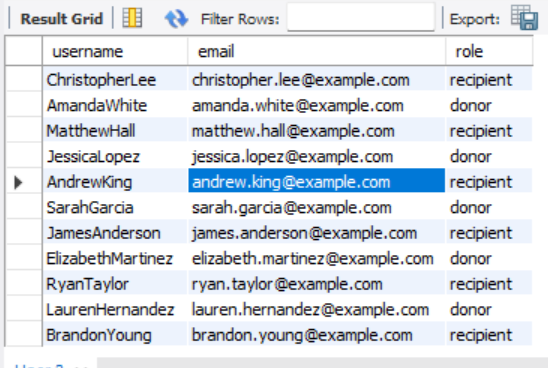 Result Grid Filter Rows: Export:
username email role
ChristopherLee christopher.lee@example.com recipient
AmandaWhite amanda.white@example.com donor
MatthewHall matthew.hall@example.com recipient
JessicaLopez jessica.lopez@example.com donor
AndrewKing andrew.king@example.com recipient
SarahGarcia sarah.garcia@example.com donor
JamesAnderson james.anderson@example.com recipient
ElizabethMartinez elizabeth.martinez@example.com donor
RyanTaylor ryan.taylor@example.com recipient
LaurenHernandez lauren.hernandez@example.com donor
BrandonYoung brandon.young@example.com recipient